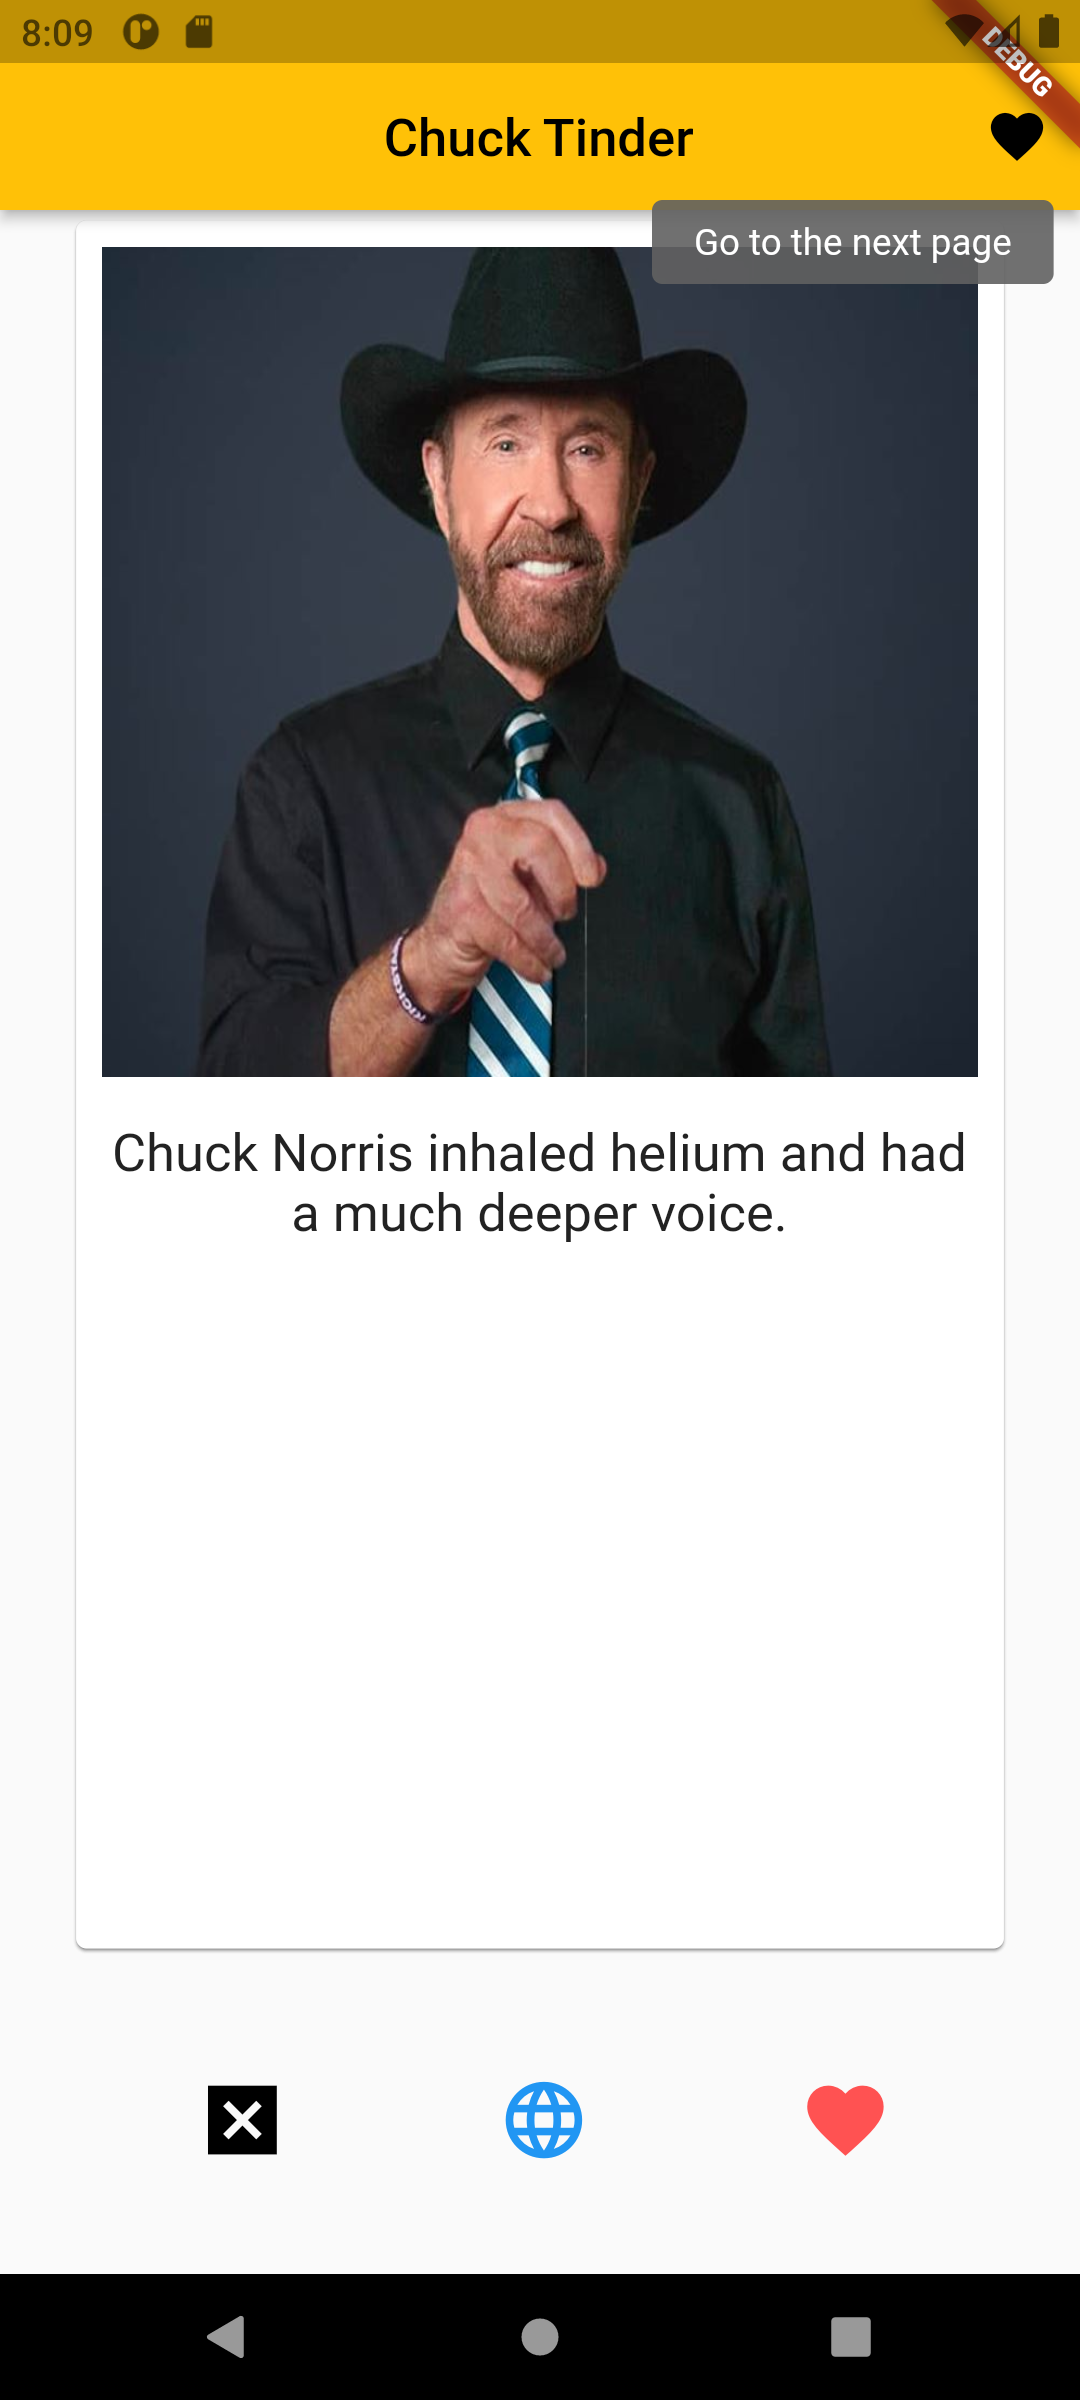 8:09
DEBUG
Chuck Tinder
Go to the next page
Chuck Norris inhaled helium and had
a much deeper voice.